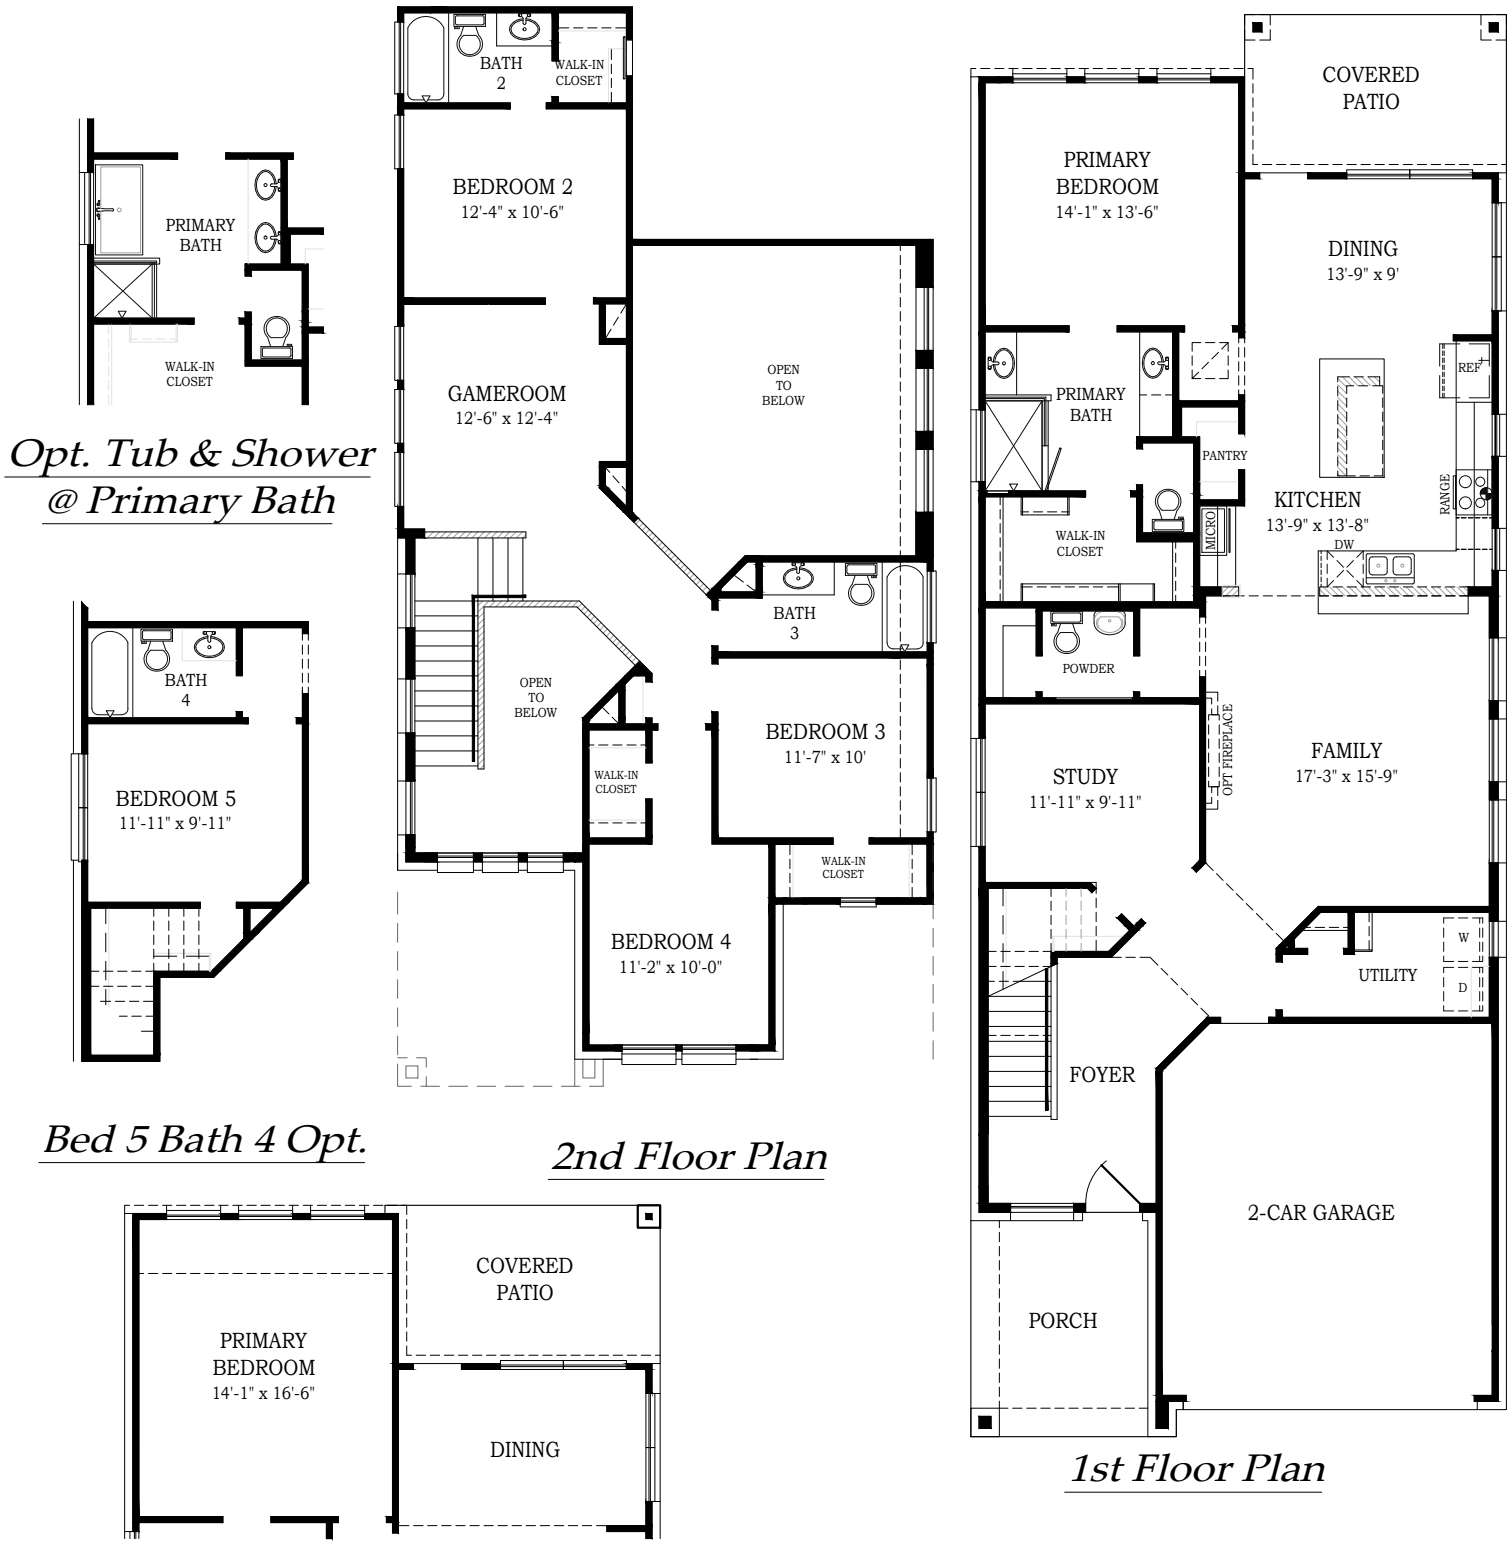 BATH
2
WALK-IN
CLOSET
BEDROOM 2
12'-4" x 10'-6"
GAMEROOM
12'-6" x 12'-4"
OPEN
TO
BELOW
BATH
3
OPEN
TO
BELOW
BEDROOM 3
11'-7" x 10'
WALK-IN
CLOSET
WALK-IN
CLOSET
BEDROOM 4
11'-2" x 10'-0"
2nd Floor Plan
PRIMARY
BATH
WALK-IN
CLOSET
Opt. Tub & Shower
@ Primary Bath
BATH
4
BEDROOM 5
11'-11" x 9'-11"
Bed 5 Bath 4 Opt.
COVERED
PATIO
PRIMARY
BEDROOM
14'-1" x 16'-6"
DINING
COVERED
PATIO
PRIMARY
BEDROOM
14'-1" x 13'-6"
DINING
13'-9" x 9'
REF
PRIMARY
BATH
PANTRY
RANGE
KITCHEN
13'-9" x 13'-8"
MICRO
DW
WALK-IN
CLOSET
POWDER
OPT FIREPLACE
FAMILY
17'-3" x 15'-9"
STUDY
11'-11" x 9'-11"
W
UTILITY
D
FOYER
2-CAR GARAGE
PORCH
1st Floor Plan